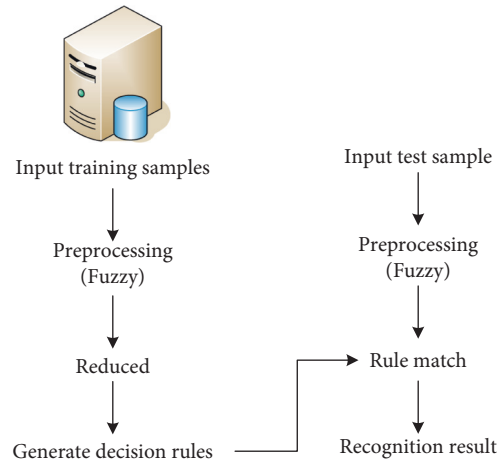 Input training samples
Preprocessing
(Fuzzy)
Reduced
Generate decision rules
Input test sample
Preprocessing
(Fuzzy)
Rule match
Recognition result